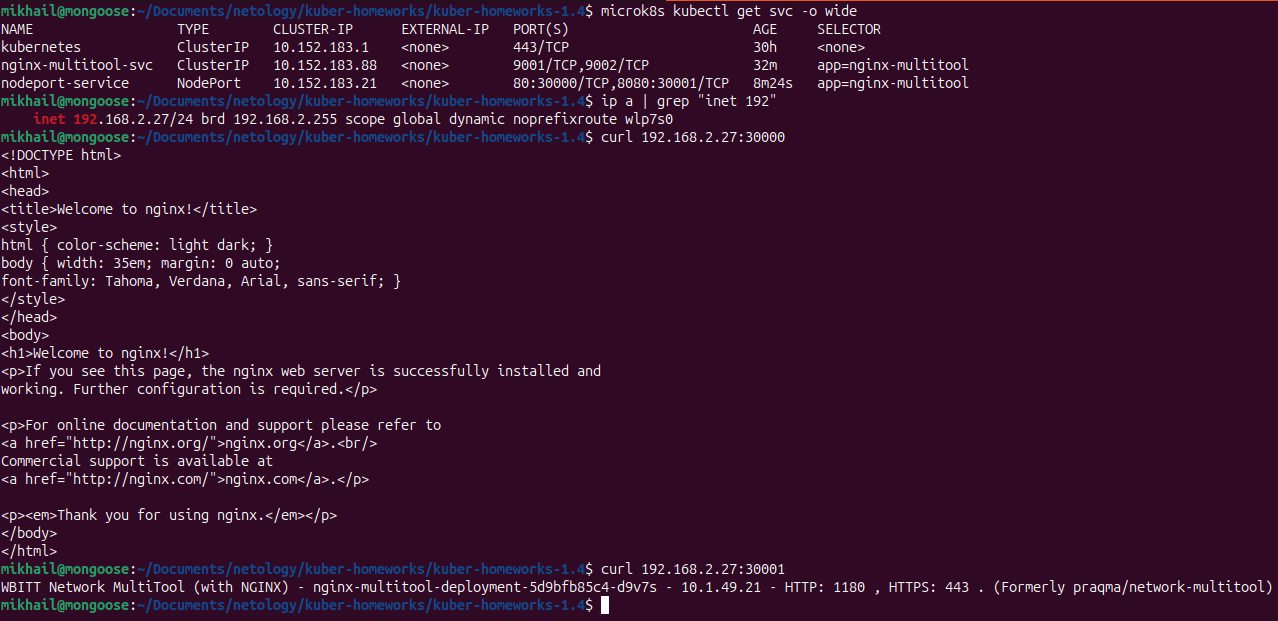 mikhail@mongoose:~/Documents/netology/kuber-homeworks/kuber-homeworks-1.4$ microk8s kubectl get svc -o wide
NAME                  TYPE        CLUSTER-IP      EXTERNAL-IP   PORT(S)                       AGE     SELECTOR
kubernetes            ClusterIP   10.152.183.1    <none>        443/TCP                       30h     <none>
nginx-multitool-svc   ClusterIP   10.152.183.88   <none>        9001/TCP,9002/TCP             32m     app=nginx-multitool
nodeport-service      NodePort    10.152.183.21   <none>        80:30000/TCP,8080:30001/TCP   8m24s   app=nginx-multitool
mikhail@mongoose:~/Documents/netology/kuber-homeworks/kuber-homeworks-1.4$ ip a | grep "inet 192"
    inet 192.168.2.27/24 brd 192.168.2.255 scope global dynamic noprefixroute wlp7s0
mikhail@mongoose:~/Documents/netology/kuber-homeworks/kuber-homeworks-1.4$ curl 192.168.2.27:30000
<!DOCTYPE html>
<html>
<head>
<title>Welcome to nginx!</title>
<style>
html { color-scheme: light dark; }
body { width: 35em; margin: 0 auto;
font-family: Tahoma, Verdana, Arial, sans-serif; }
</style>
</head>
<body>
<h1>Welcome to nginx!</h1>
<p>If you see this page, the nginx web server is successfully installed and
working. Further configuration is required.</p>

<p>For online documentation and support please refer to
<a href="http://nginx.org/">nginx.org</a>.<br/>
Commercial support is available at
<a href="http://nginx.com/">nginx.com</a>.</p>

<p><em>Thank you for using nginx.</em></p>
</body>
</html>
mikhail@mongoose:~/Documents/netology/kuber-homeworks/kuber-homeworks-1.4$ curl 192.168.2.27:30001
WBITT Network MultiTool (with NGINX) - nginx-multitool-deployment-5d9bfb85c4-d9v7s - 10.1.49.21 - HTTP: 1180 , HTTPS: 443 . (Formerly praqma/network-multitool)
mikhail@mongoose:~/Documents/netology/kuber-homeworks/kuber-homeworks-1.4$